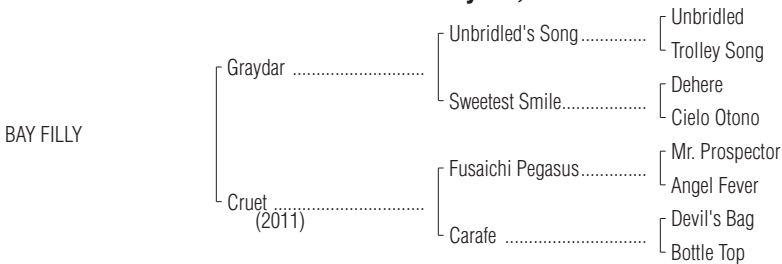 Unbridled
Unbridled's Song..............
Trolley Song
Graydar ............................
Dehere
Sweetest Smile..................
Cielo Otono
BAY FILLY
Mr. Prospector
Fusaichi Pegasus..............
Angel Fever
Cruet ................................
(2011)
Devil's Bag
Carafe ..............................
Bottle Top